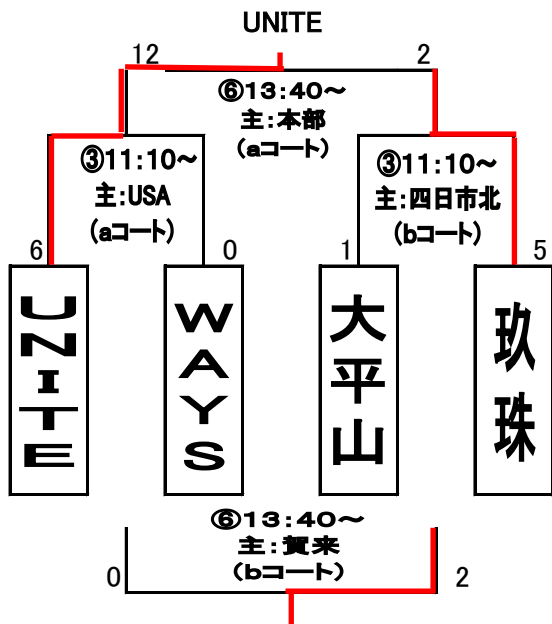 UNITE
12 2
⑥13:40～
主:本部
(aコート)
③11:10～
主:USA
(aコート)
③11:10～
主:四日市北
(bコート)
6 0 1 5
UNITE
WAYS
大平山
玖珠
⑥13:40～
主:賀来
(bコート)
0 2